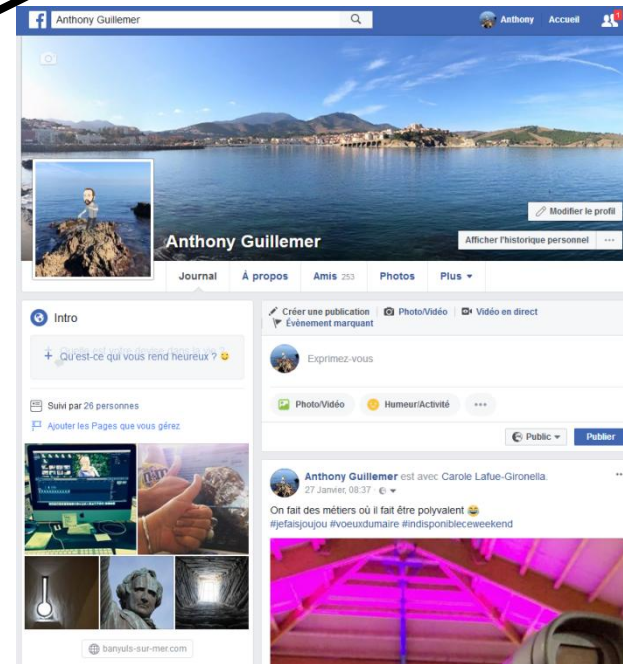 Anthony Guillemer
Anthony Accueil 1
Modifier le profil
Anthony Guillemer
Afficher l'historique personnel ...
Journal À propos Amis 253 Photos Plus
Intro
Qu'est-ce qui vous rend heureux ?
Suivi par 26 personnes
Ajouter les Pages que vous gérez
banyuls-sur-mer.com
Créer une publication Photo/Vidéo Vidéo en direct
Évènement marquant
Exprimez-vous
Photo/Vidéo Humeur/Activité ...
Public Publier
Anthony Guillemer est avec Carole Lafue-Gironella.
27 Janvier, 08:37
On fait des métiers où il fait être polyvalent
#jefaisjoujou #voeuxdumaire #indisponibleceweekend